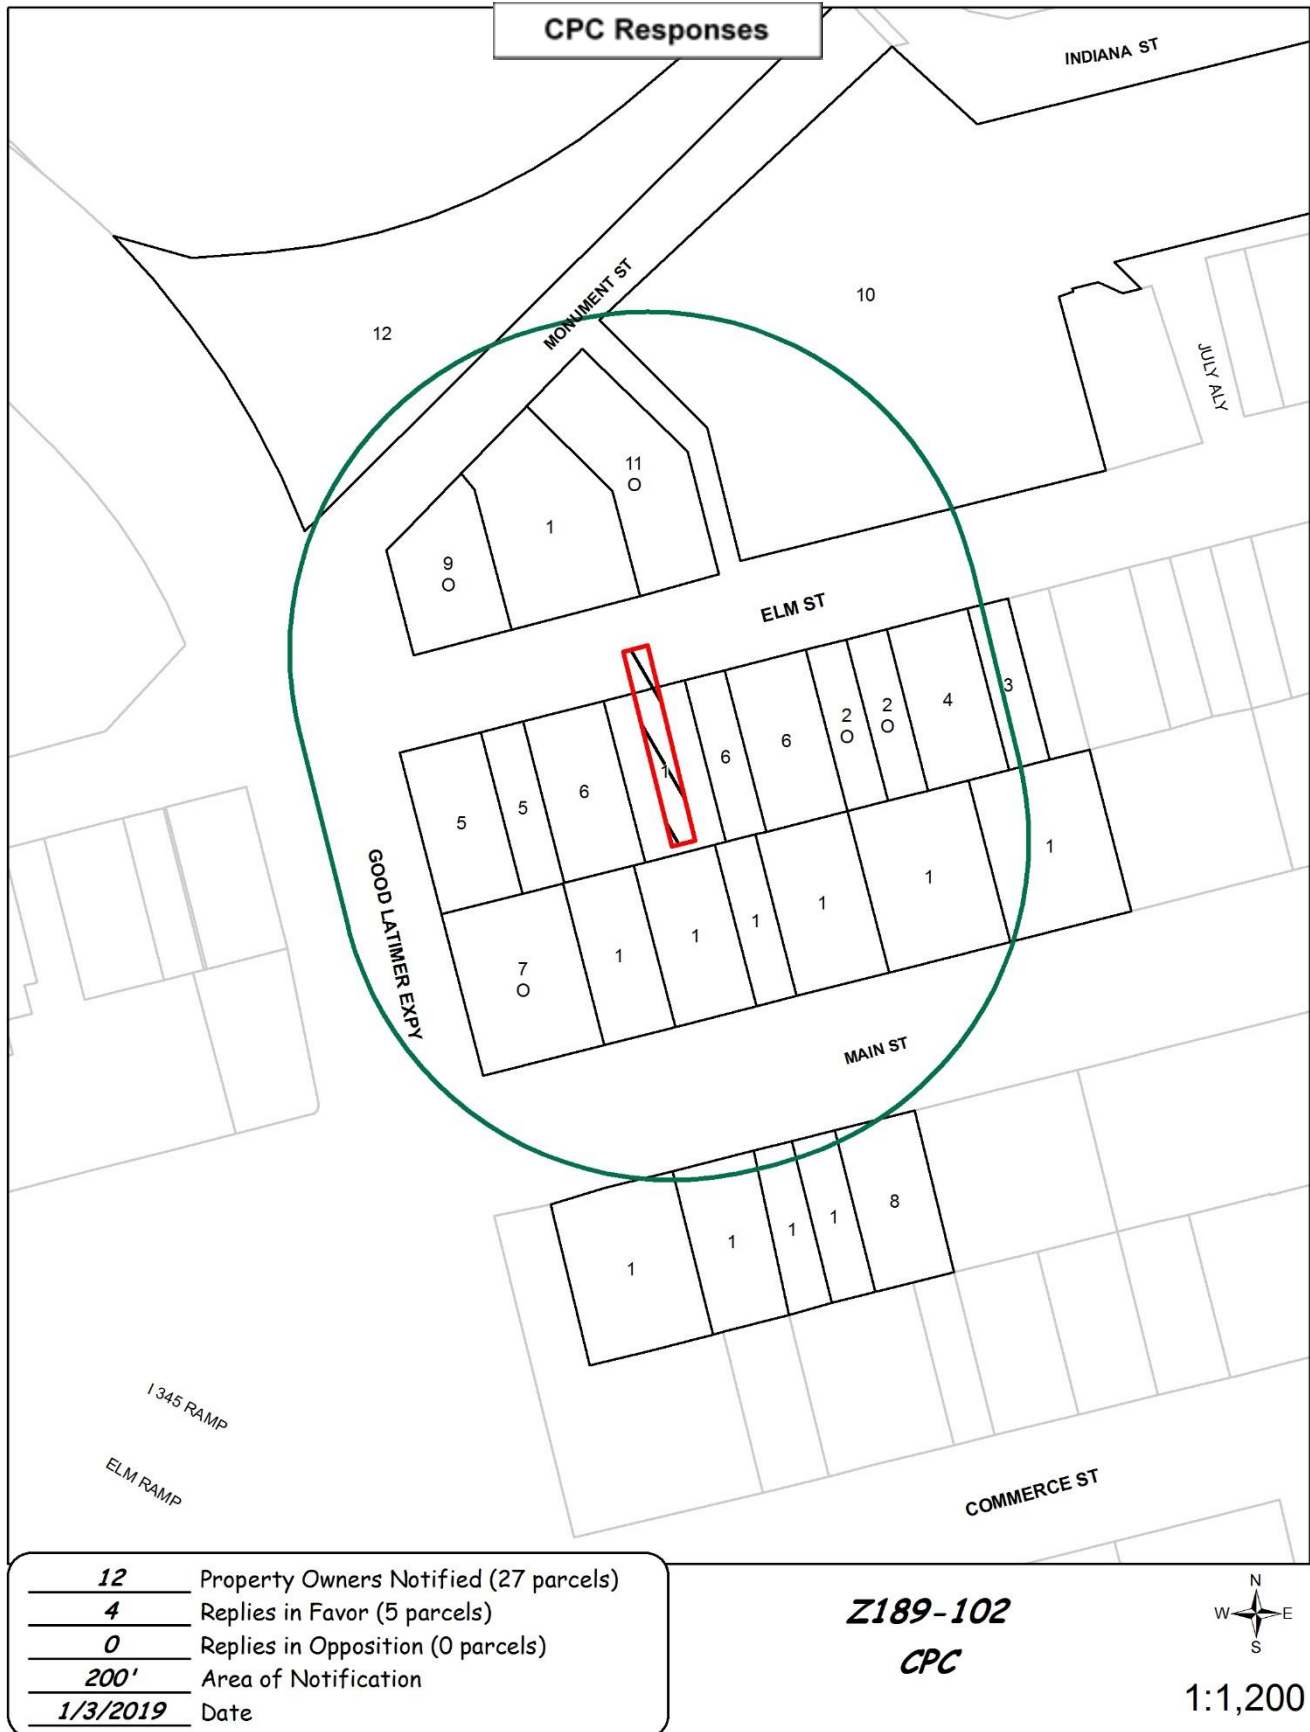 CPC Responses
INDIANA ST
MONUMENT ST
12
10
JULY ALY
11
O
1
9
O
ELM ST
3
4
2
O
2
O
6
6
1
6
5
5
1
1
1
1
1
1
7
O
GOOD LATIMER EXPY
MAIN ST
8
1
1
1
1
I 345 RAMP
ELM RAMP
COMMERCE ST
12 Property Owners Notified (27 parcels)
4 Replies in Favor (5 parcels)
0 Replies in Opposition (0 parcels)
200' Area of Notification
1/3/2019 Date
Z189-102
CPC
N
W E
S
1:1,200